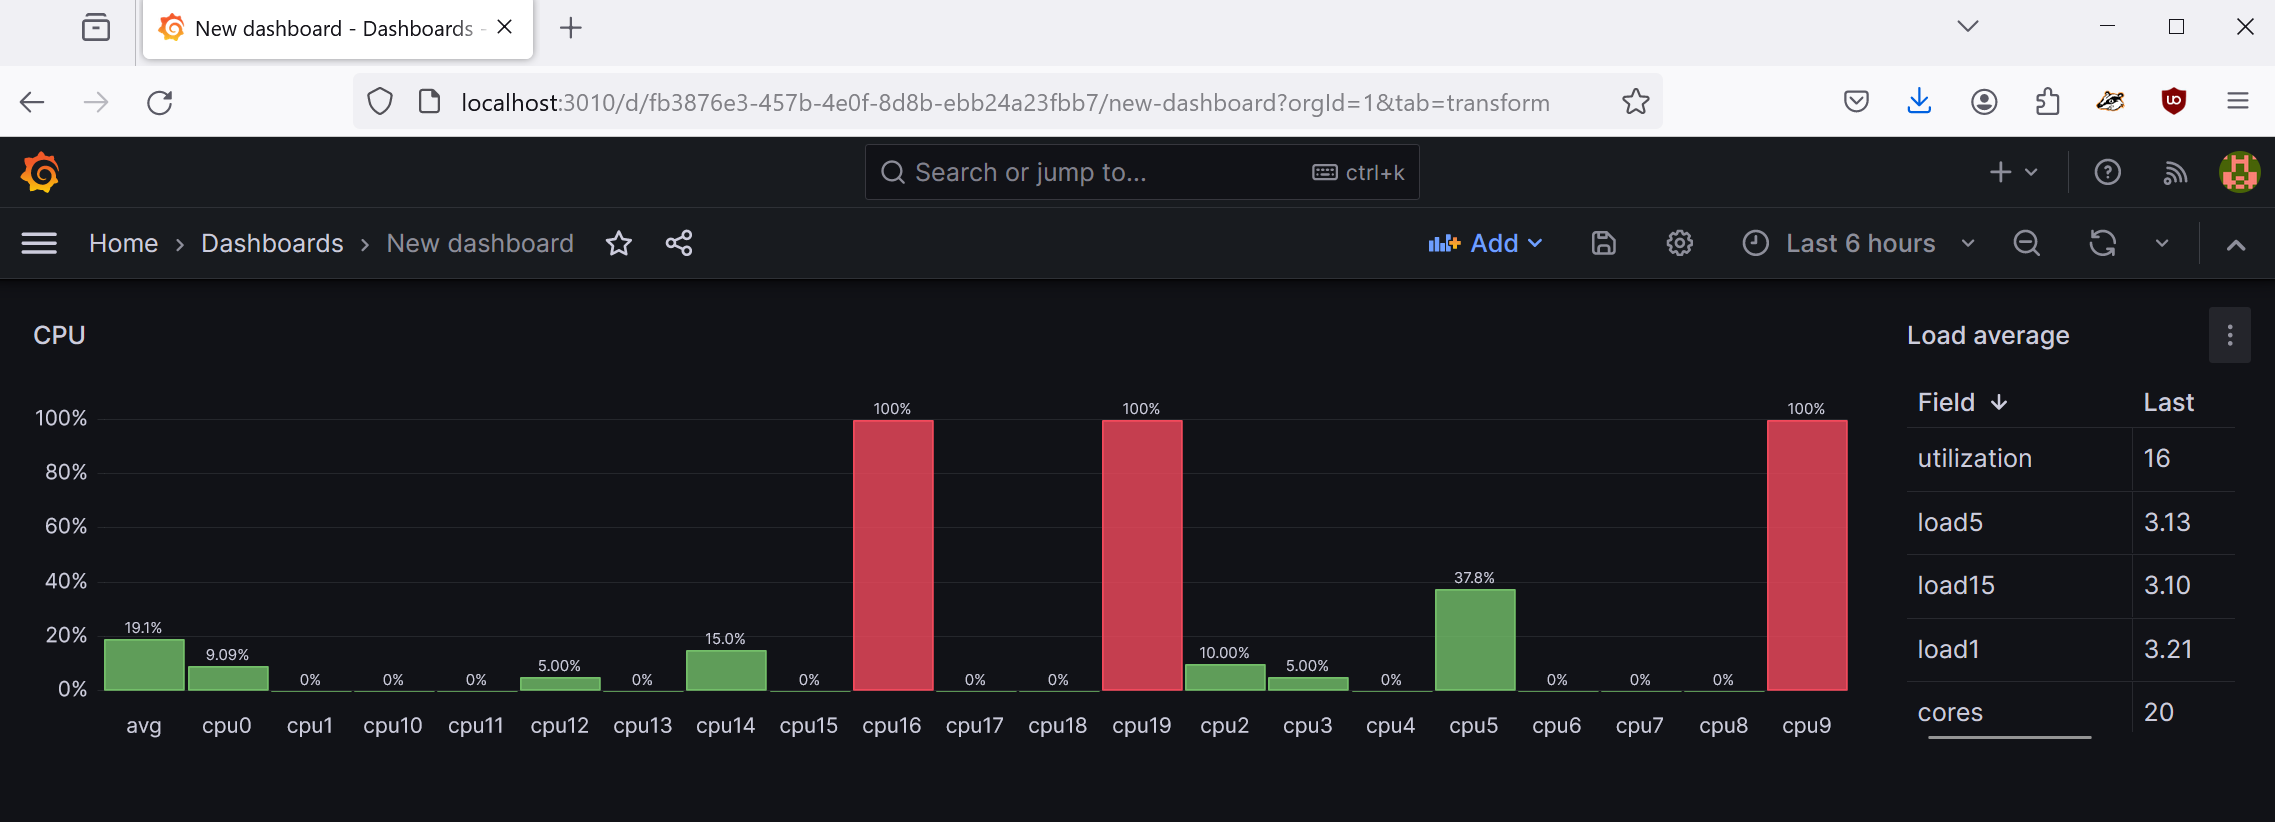 New dashboard - Dashboards -
localhost:3010/d/fb3876e3-457b-4e0f-8d8b-ebb24a23fbb7/new-dashboard?orgId=1&tab=transform
Search or jump to... ctrl+k
Home › Dashboards › New dashboard Add Last 6 hours
CPU
100%
80%
60%
40%
20%
0%
19.1% 9.09% 0% 0% 0% 5.00% 0% 15.0% 0% 100% 0% 0% 100% 10.00% 5.00% 0% 37.8% 0% 0% 0% 100%
avg cpu0 cpu1 cpu10 cpu11 cpu12 cpu13 cpu14 cpu15 cpu16 cpu17 cpu18 cpu19 cpu2 cpu3 cpu4 cpu5 cpu6 cpu7 cpu8 cpu9
Load average
Field Last
utilization 16
load5 3.13
load15 3.10
load1 3.21
cores 20